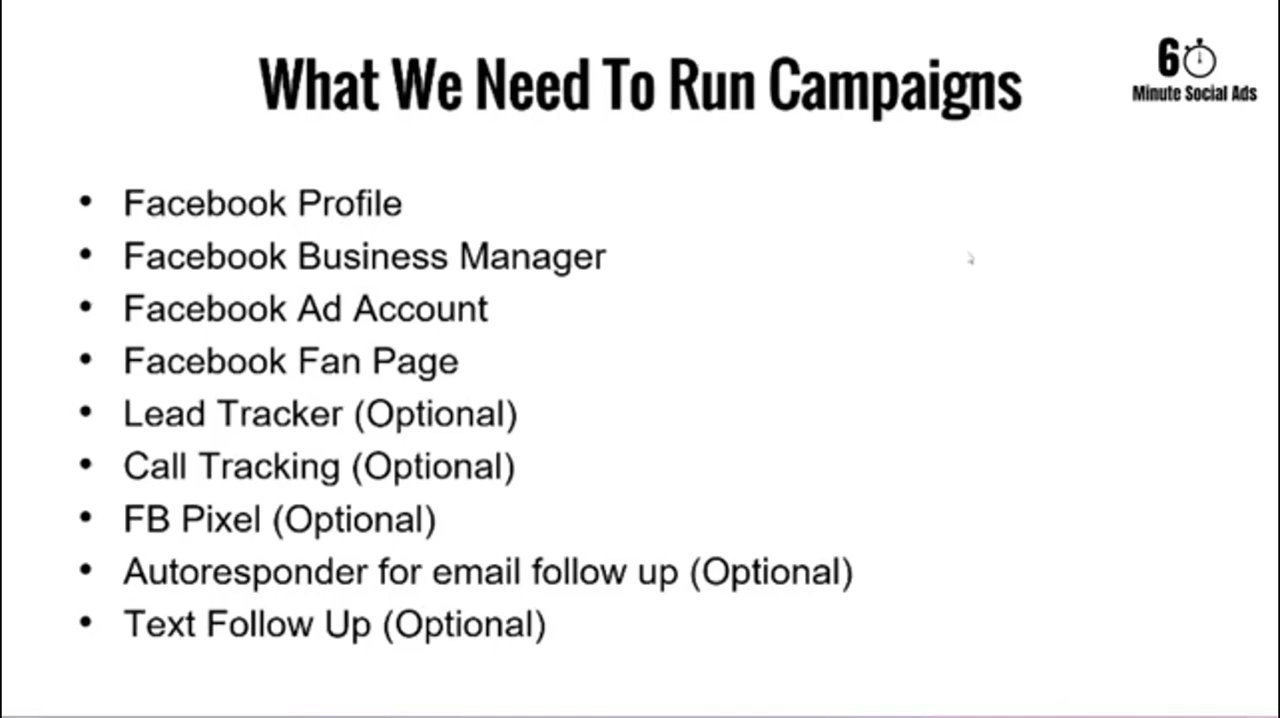 What We Need To Run Campaigns
60
Minute Social Ads
• Facebook Profile
• Facebook Business Manager
• Facebook Ad Account
• Facebook Fan Page
• Lead Tracker (Optional)
• Call Tracking (Optional)
• FB Pixel (Optional)
• Autoresponder for email follow up (Optional)
• Text Follow Up (Optional)